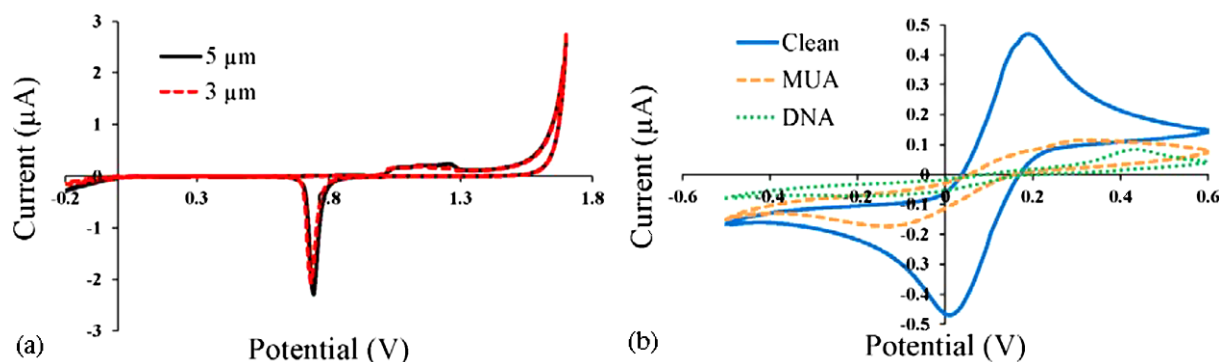 3
2
1
0
-1
-2
-3
-0.2
0.3
0.8
1.3
1.8
5 µm
3 µm
Current (µA)
Potential (V)
(a)
0.5
0.4
0.3
0.2
0.1
0
-0.1
-0.2
-0.3
-0.4
-0.5
-0.6
-0.4
-0.2
0
0.2
0.4
0.6
Clean
MUA
DNA
Current (µA)
Potential (V)
(b)